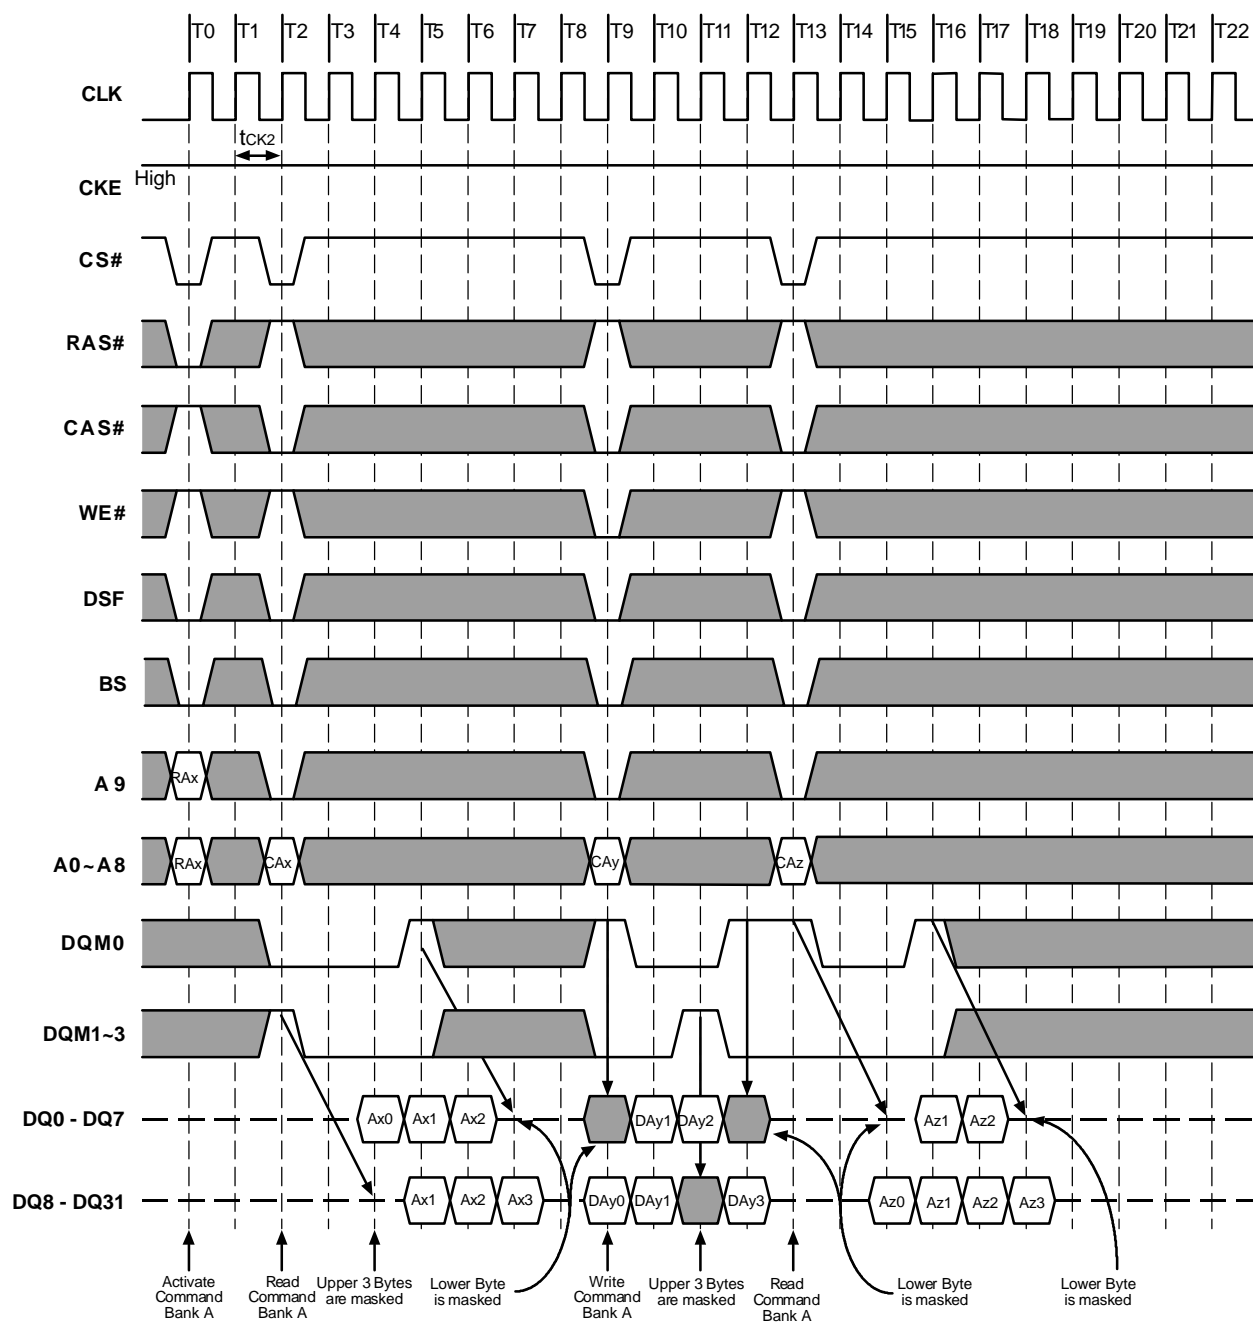 T0 T1 T2 T3 T4 T5 T6 T7 T8 T9 T10 T11 T12 T13 T14 T15 T16 T17 T18 T19 T20 T21 T22
CLK
tCK2
High
CKE
CS#
RAS#
CAS#
WE#
DSF
BS
A9 RAx
A0~A8 RAx CAx CAy CAz
DQM0
DQM1~3
DQ0 - DQ7 Ax0 Ax1 Ax2 DAy1 DAy2 Az1 Az2
DQ8 - DQ31 Ax1 Ax2 Ax3 DAy0 DAy1 DAy3 Az0 Az1 Az2 Az3
Activate
Command
Bank A
Read
Command
Bank A
Upper 3 Bytes
are masked
Lower Byte
is masked
Write
Command
Bank A
Upper 3 Bytes
are masked
Read
Command
Bank A
Lower Byte
is masked
Lower Byte
is masked